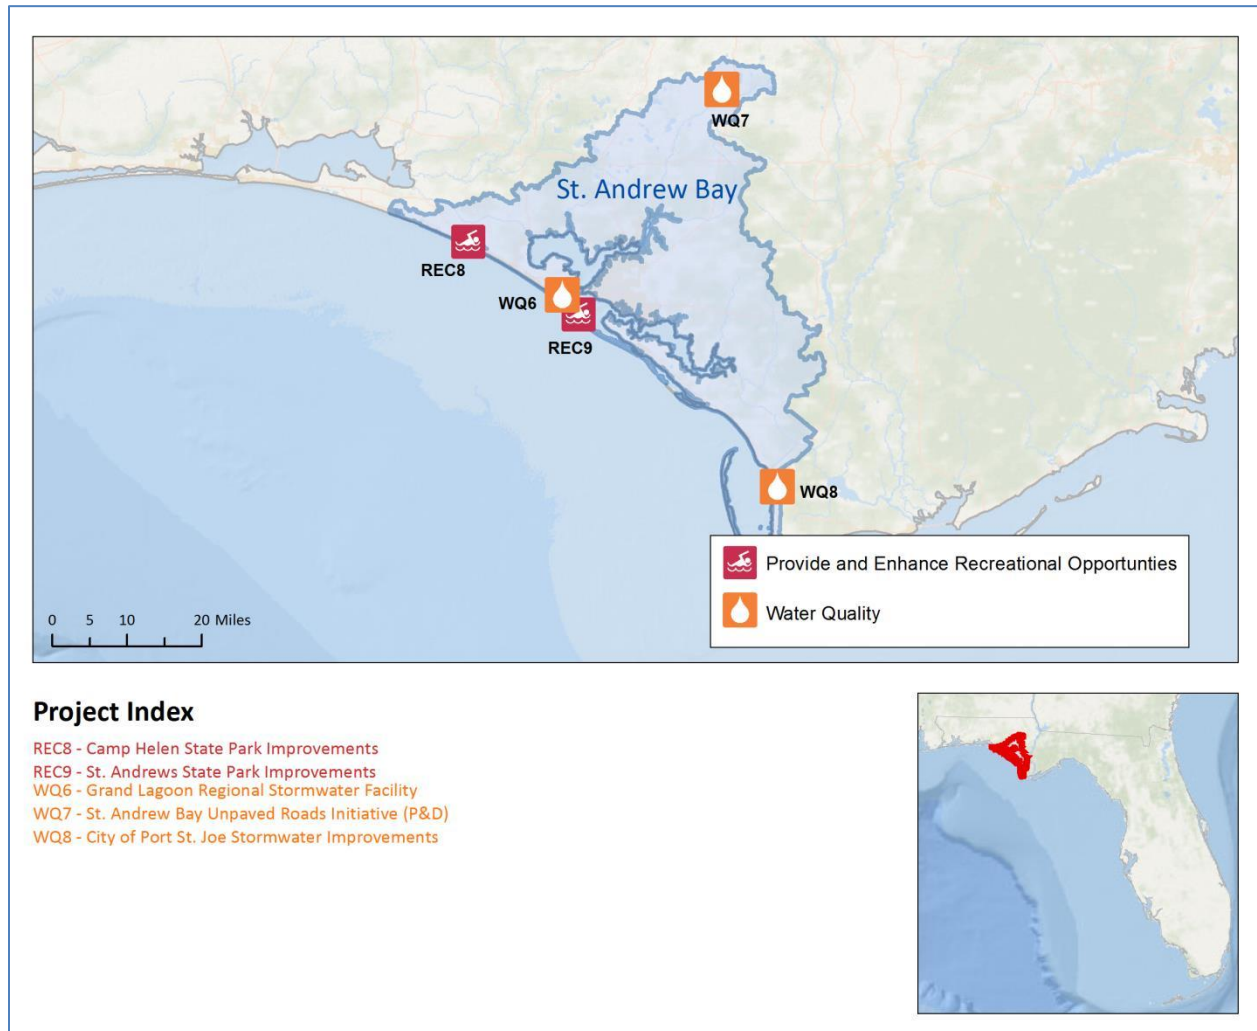 WQ7
St. Andrew Bay
REC8
WQ6
REC9
WQ8
Provide and Enhance Recreational Opportunties
Water Quality
0 5 10 20 Miles
Project Index
REC8 - Camp Helen State Park Improvements
REC9 - St. Andrews State Park Improvements
WQ6 - Grand Lagoon Regional Stormwater Facility
WQ7 - St. Andrew Bay Unpaved Roads Initiative (P&D)
WQ8 - City of Port St. Joe Stormwater Improvements